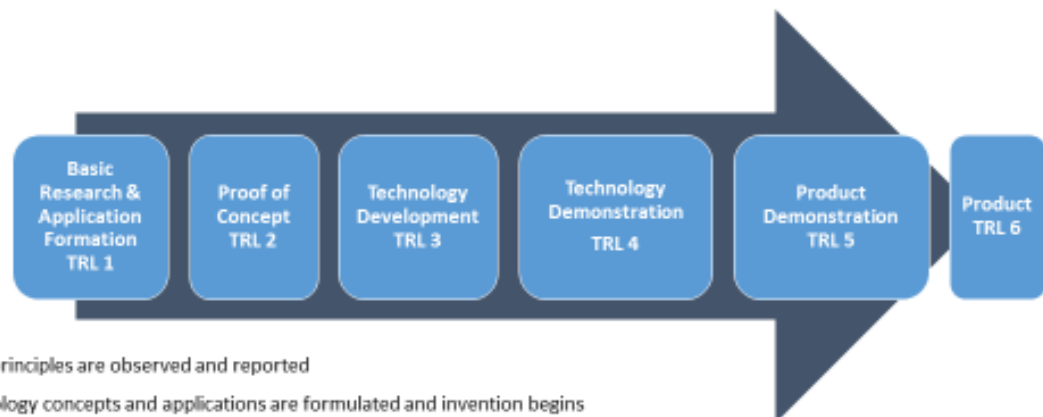 Basic
Research &
Application
Formation
TRL 1
Proof of
Concept
TRL 2
Technology
Development
TRL 3
Technology
Demonstration
TRL 4
Product
Demonstration
TRL 5
Product
TRL 6
are observed and reported
concepts and applications are formulated and invention begins